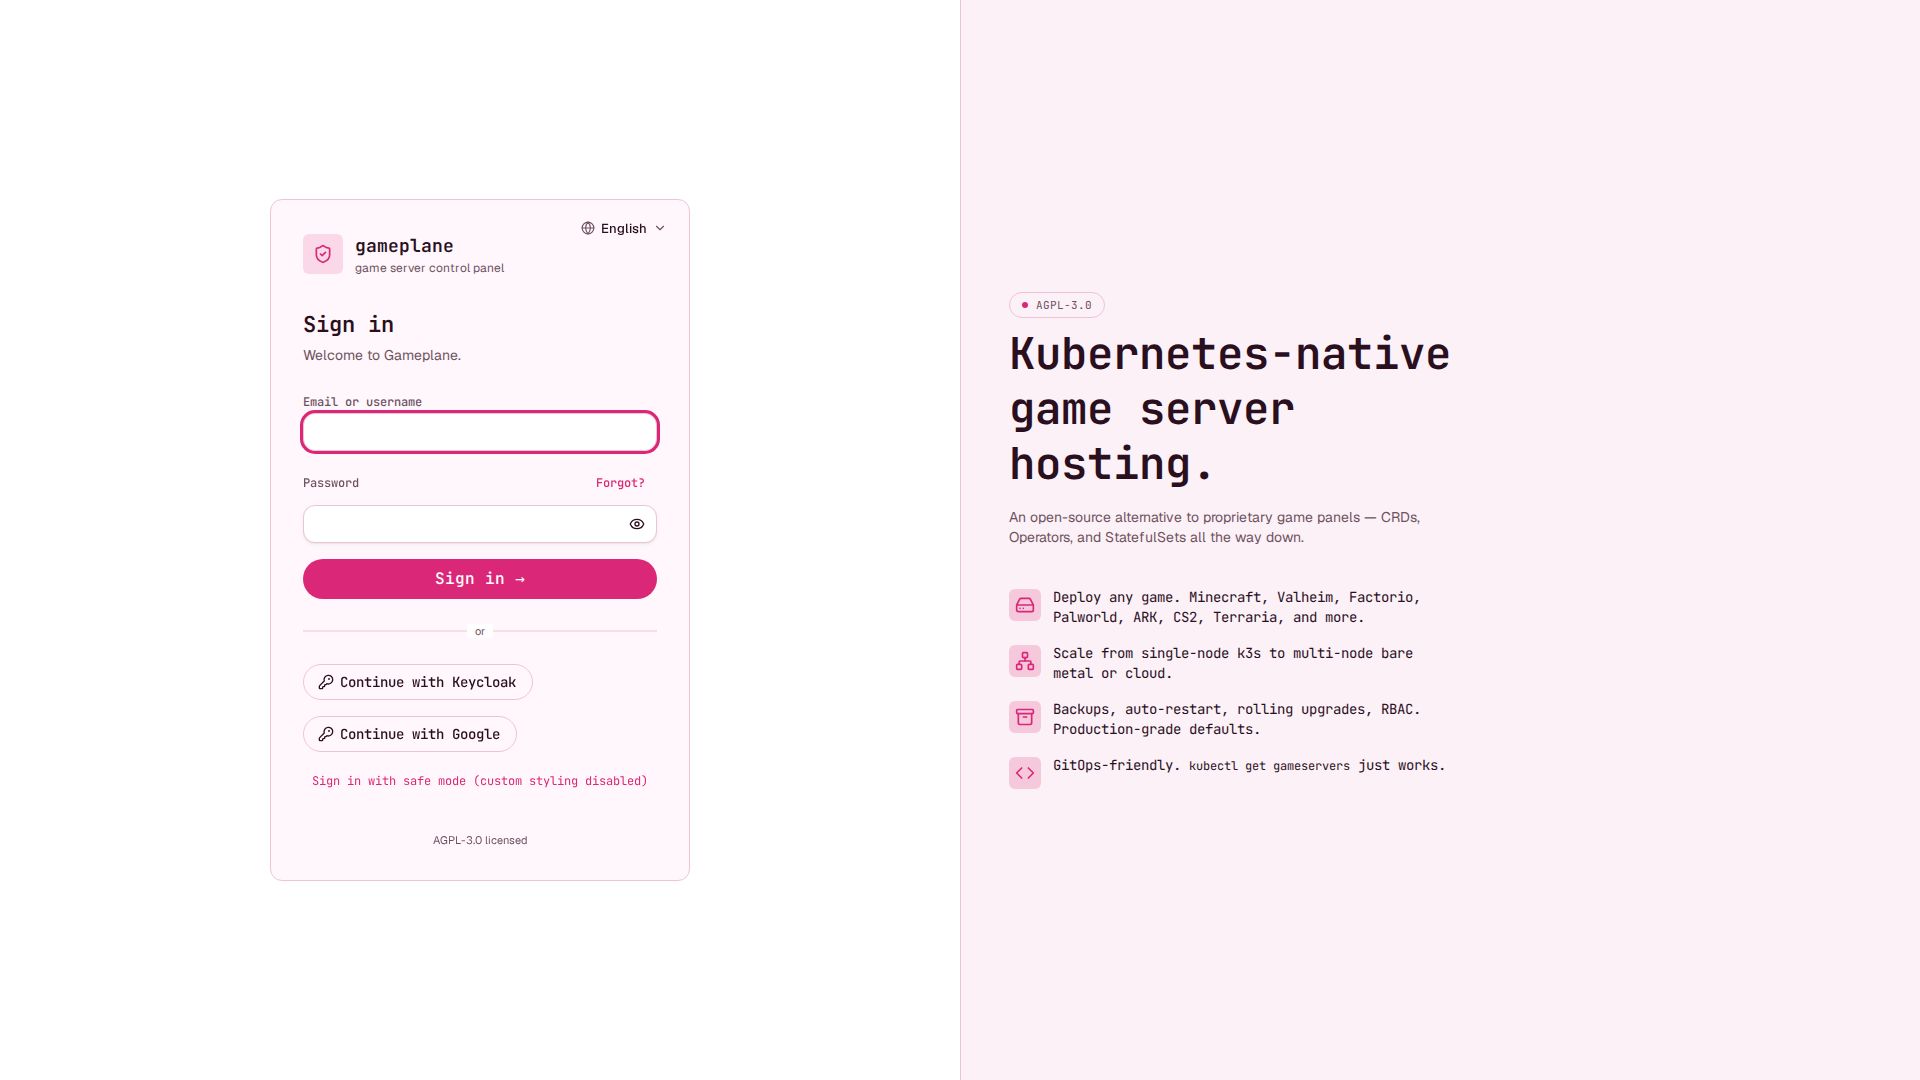 English
gameplane
game server control panel
Sign in
Welcome to Gameplane.
Email or username
Password
Forgot?
Sign in →
or
Continue with Keycloak
Continue with Google
Sign in with safe mode (custom styling disabled)
AGPL-3.0 licensed
AGPL-3.0
Kubernetes-native
game server
hosting.
An open-source alternative to proprietary game panels — CRDs,
Operators, and StatefulSets all the way down.
Deploy any game. Minecraft, Valheim, Factorio,
Palworld, ARK, CS2, Terraria, and more.
Scale from single-node k3s to multi-node bare
metal or cloud.
Backups, auto-restart, rolling upgrades, RBAC.
Production-grade defaults.
GitOps-friendly. kubectl get gameservers just works.